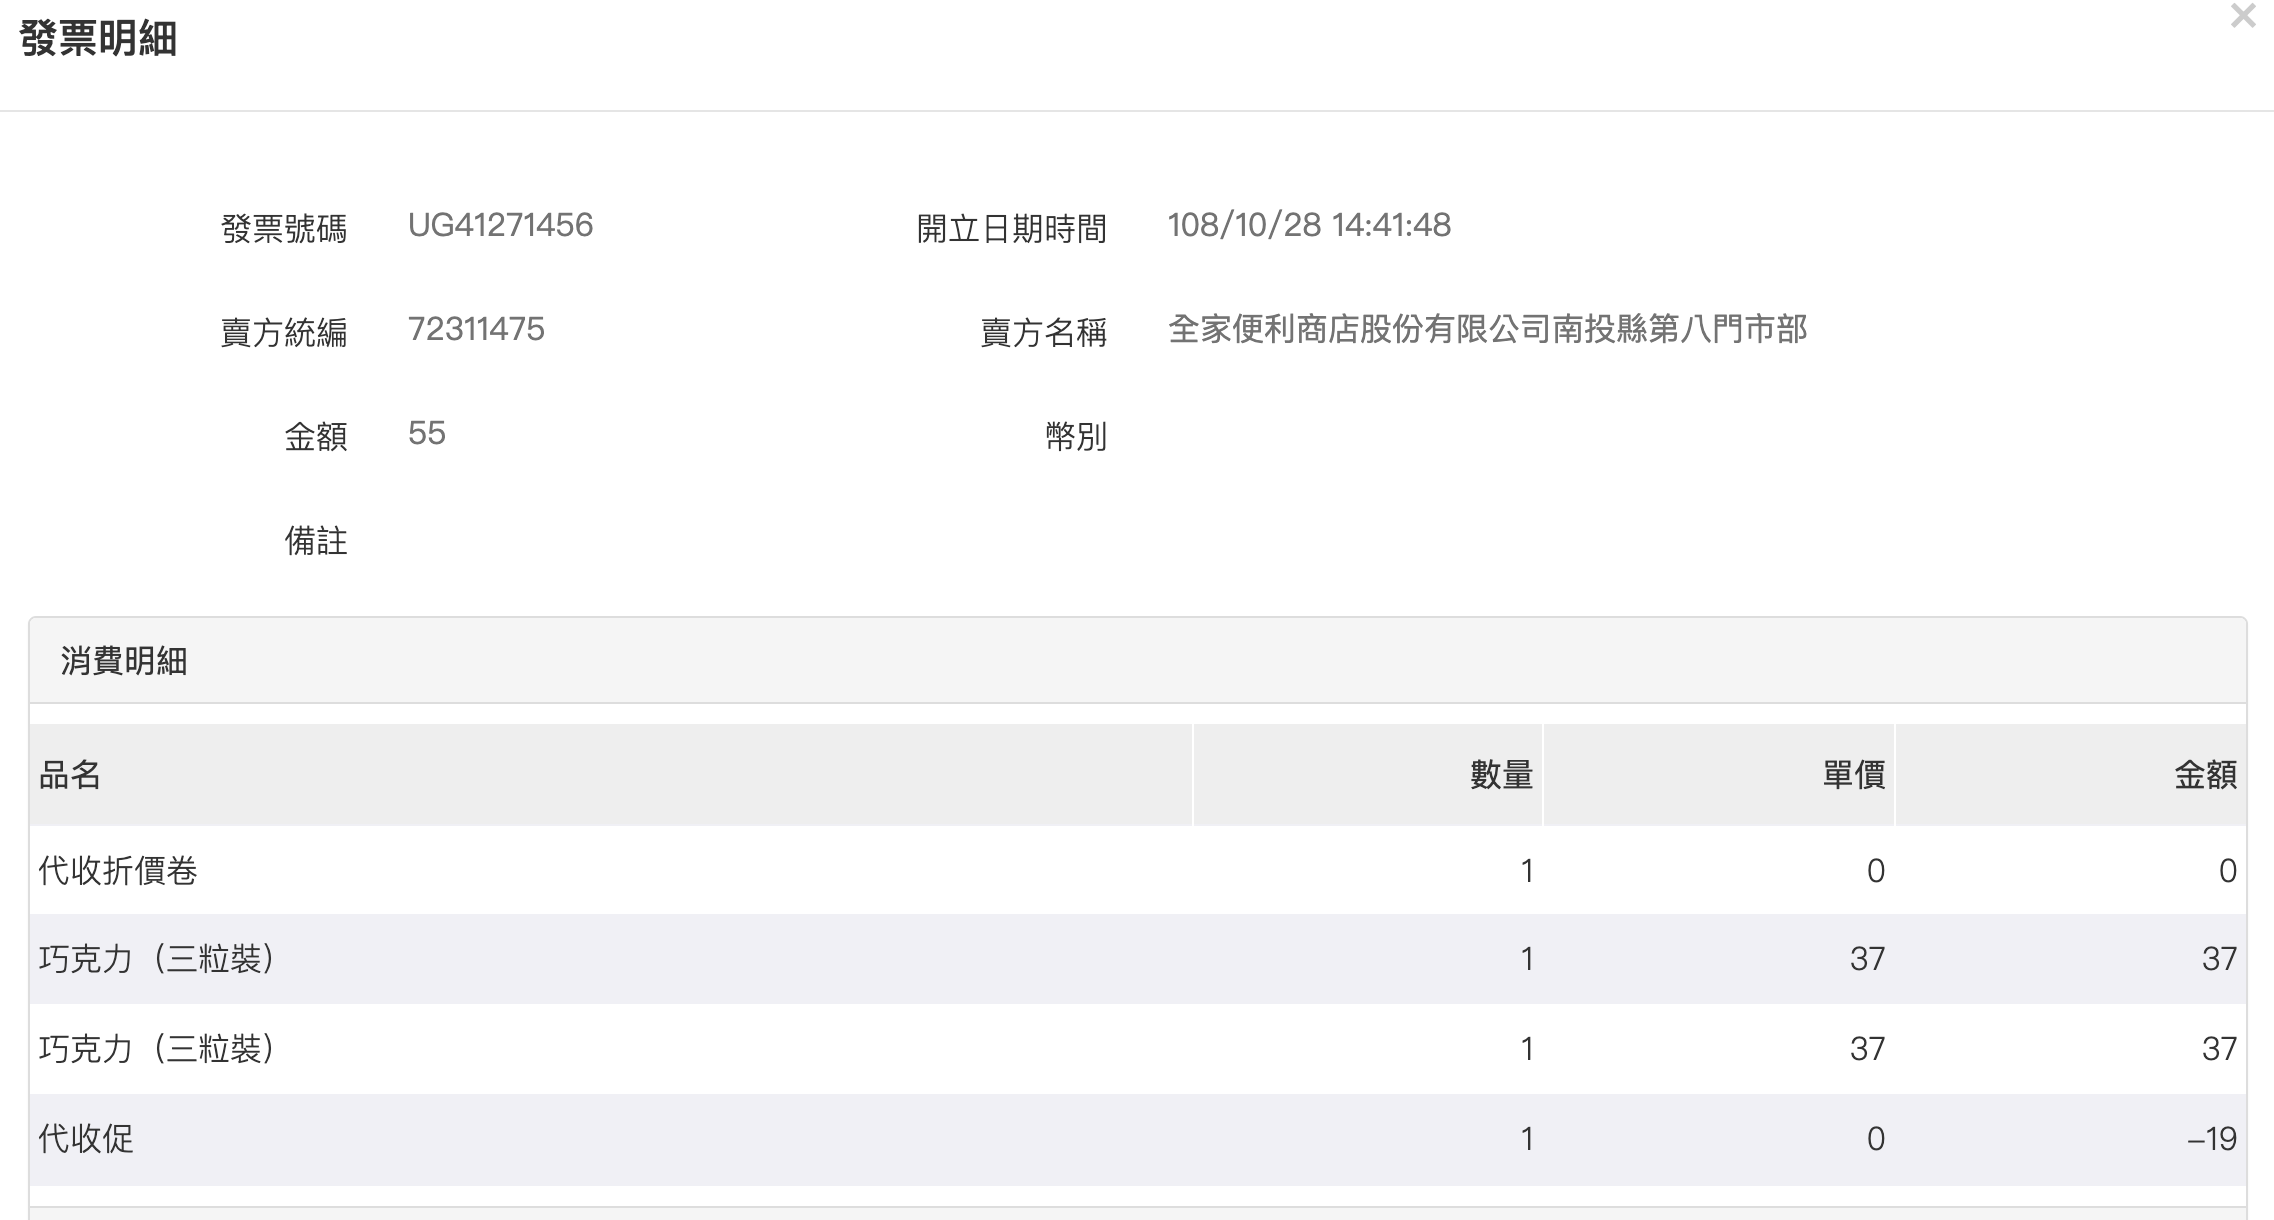 發票明細
×
發票號碼 UG41271456 開立日期時間 108/10/28 14:41:48
賣方統編 72311475 賣方名稱 全家便利商店股份有限公司南投縣第八門市部
金額 55 幣別
備註
消費明細
品名 數量 單價 金額
代收折價卷 1 0 0
巧克力（三粒裝） 1 37 37
巧克力（三粒裝） 1 37 37
代收促 1 0 –19